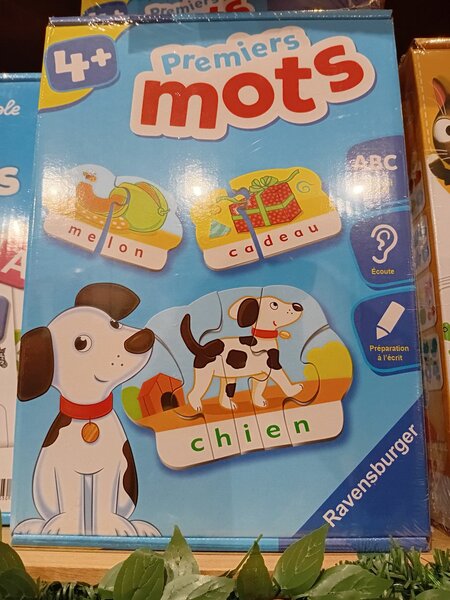 4+
Premiers
mots
ABC
melon
cadeau
Écoute
Préparation
à l'écrit
chien
Ravensburger